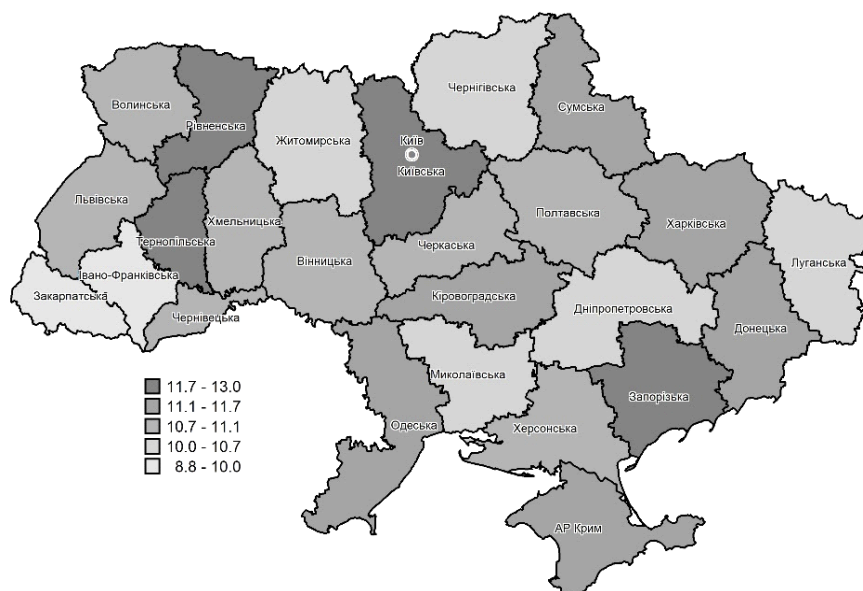 Чернігівська
Волинська
Сумська
Рівненська
Житомирська
Київ
Київська
Львівська
Полтавська
Харківська
Хмельницька
Тернопільська
Черкаська
Вінницька
Луганська
Івано-Франківська
Закарпатська
Кіровоградська
Дніпропетровська
Чернівецька
Донецька
Миколаївська
11.7 - 13.0
11.1 - 11.7
10.7 - 11.1
10.0 - 10.7
8.8 - 10.0
Запорізька
Одеська
Херсонська
АР Крим